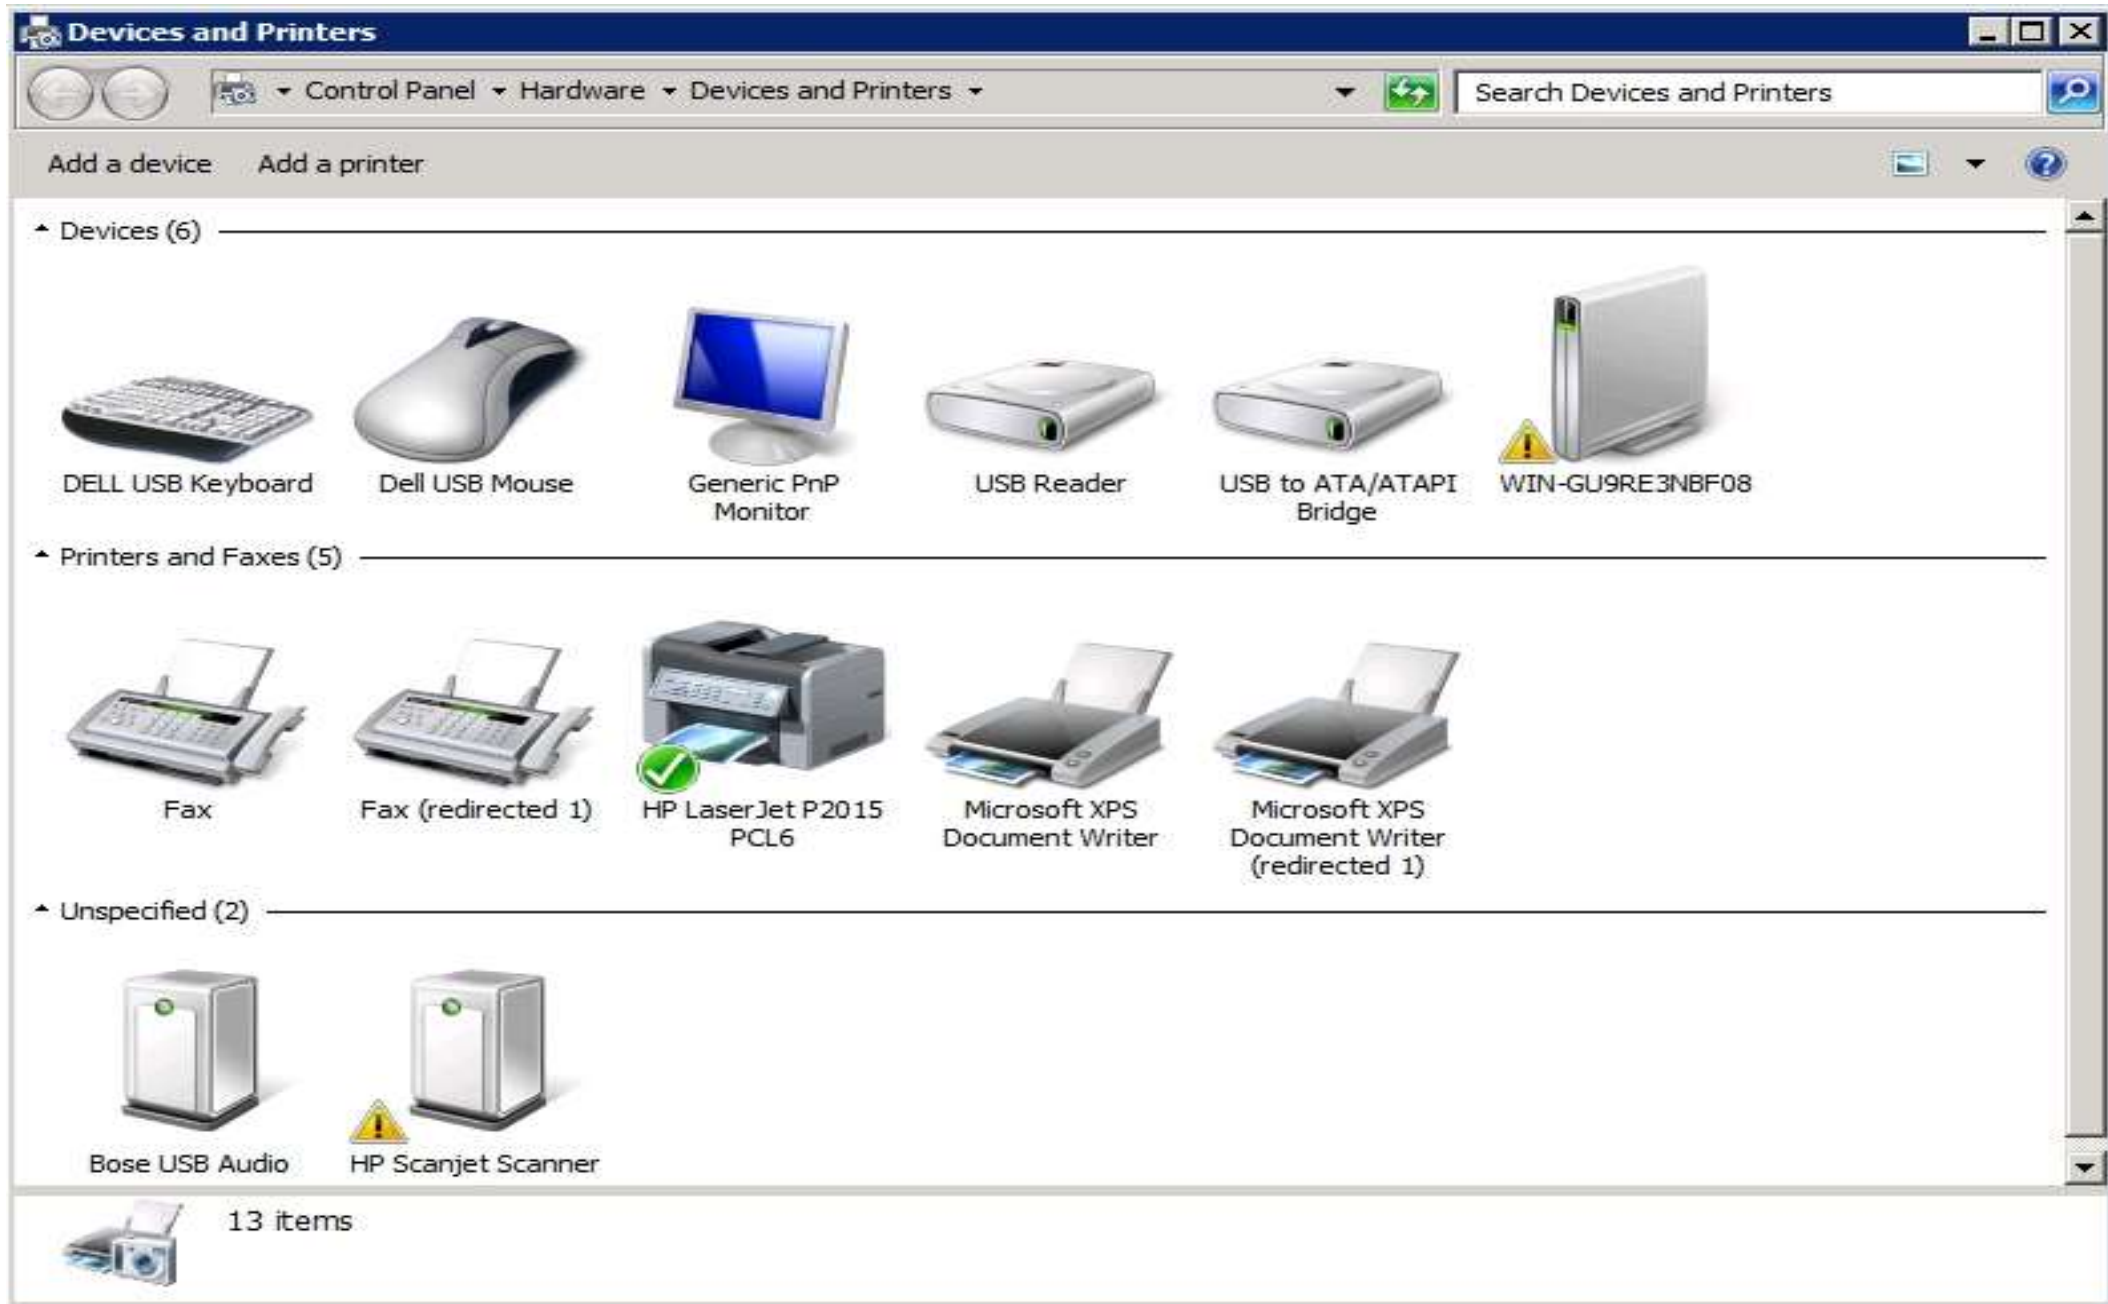 Devices and Printers
Control Panel Hardware Devices and Printers
Search Devices and Printers
Add a device Add a printer
Devices (6)
DELL USB Keyboard
Dell USB Mouse
Generic PnP
Monitor
USB Reader
USB to ATA/ATAPI
Bridge
WIN-GU9RE3NBF08
Printers and Faxes (5)
Fax
Fax (redirected 1)
HP LaserJet P2015
PCL6
Microsoft XPS
Document Writer
Microsoft XPS
Document Writer
(redirected 1)
Unspecified (2)
Bose USB Audio
HP Scanjet Scanner
13 items